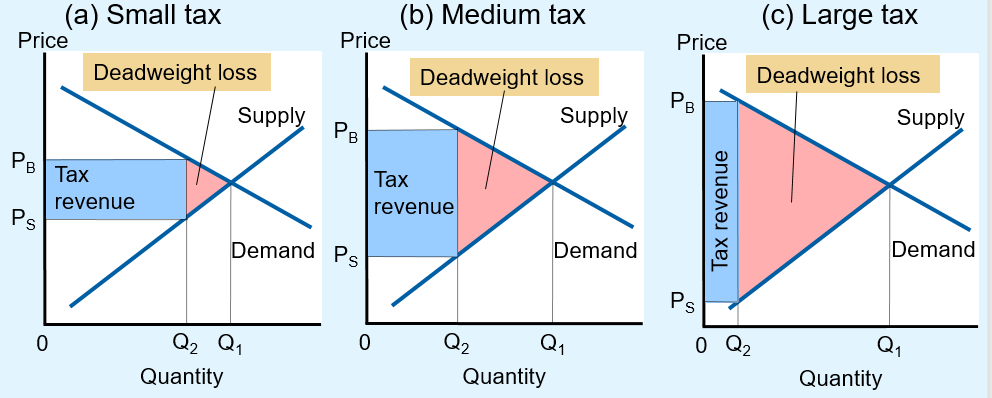 (a) Small tax
Price
Deadweight loss
Supply
P_B
Tax
revenue
P_S
Demand
0
Q_2
Q_1
Quantity
(b) Medium tax
Price
Deadweight loss
Supply
P_B
Tax
revenue
P_S
Demand
0
Q_2
Q_1
Quantity
(c) Large tax
Price
Deadweight loss
P_B
Supply
Tax revenue
Demand
P_S
0
Q_2
Q_1
Quantity